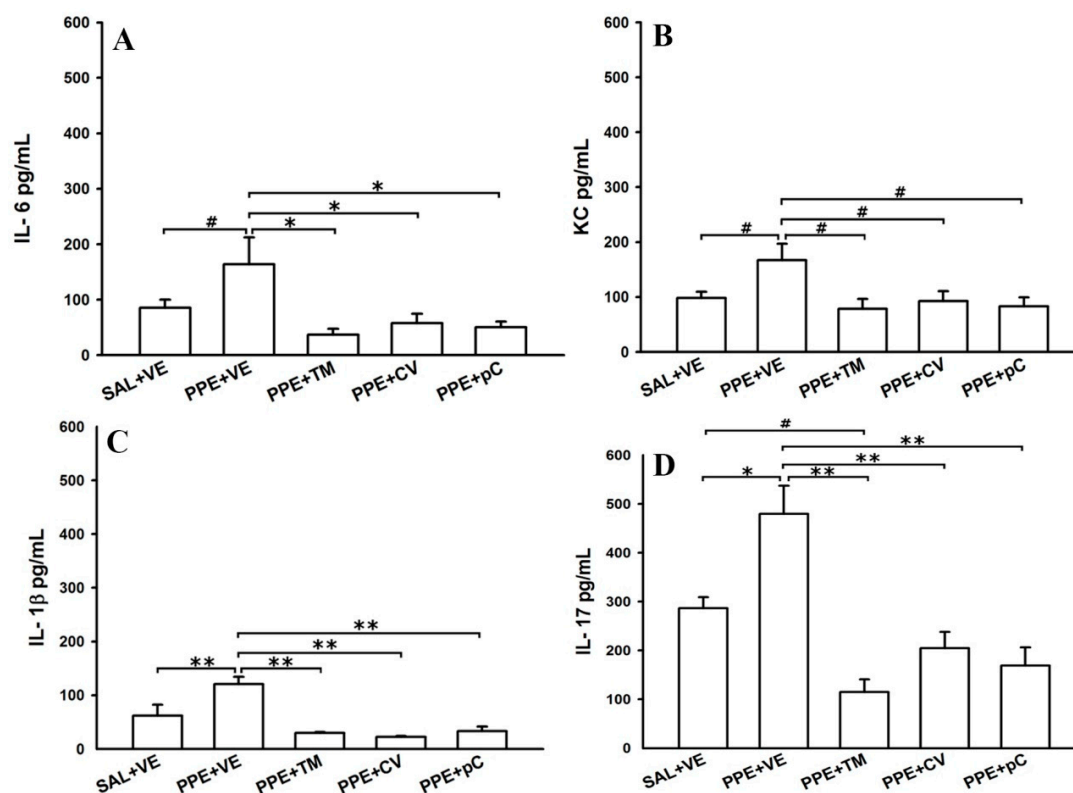 A
600
500
400
300
200
100
0
IL- 6 pg/mL
#
*
*
*
SAL+VE
PPE+VE
PPE+TM
PPE+CV
PPE+pC
B
600
500
400
300
200
100
0
KC pg/mL
#
#
#
#
SAL+VE
PPE+VE
PPE+TM
PPE+CV
PPE+pC
C
600
500
400
300
200
100
0
IL- 1β pg/mL
**
**
**
**
SAL+VE
PPE+VE
PPE+TM
PPE+CV
PPE+pC
D
600
500
400
300
200
100
0
IL- 17 pg/mL
#
**
**
*
**
SAL+VE
PPE+VE
PPE+TM
PPE+CV
PPE+pC